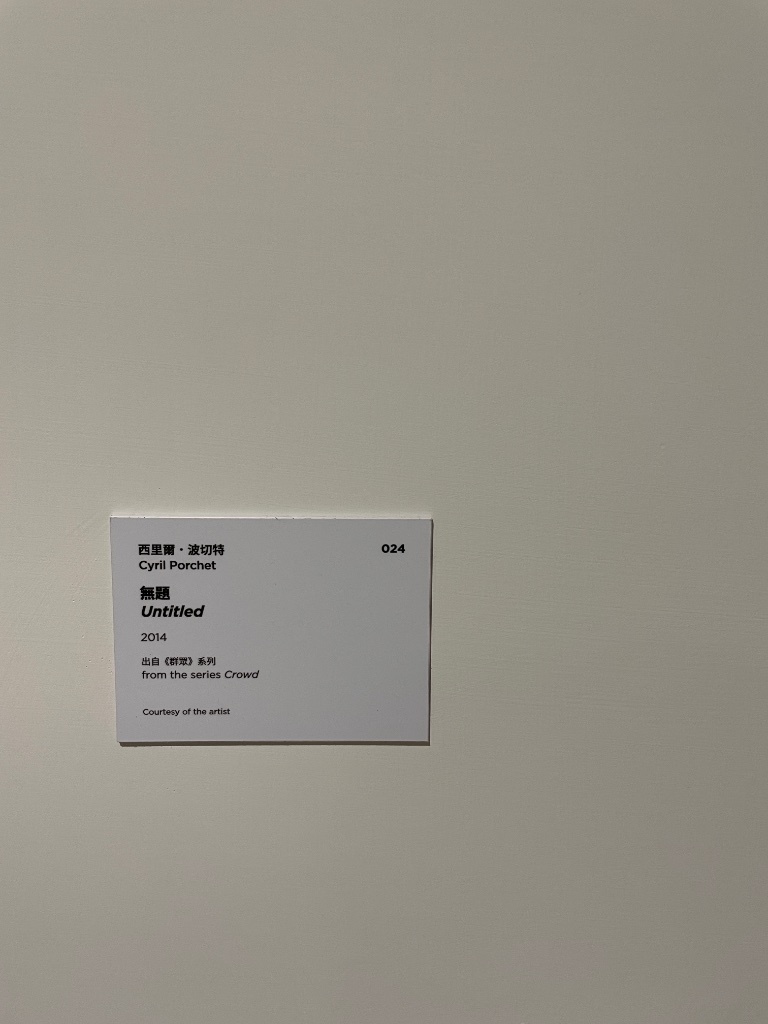 西里爾・波切特
024
Cyril Porchet
無題
Untitled
2014
出自《群眾》系列
from the series Crowd
Courtesy of the artist